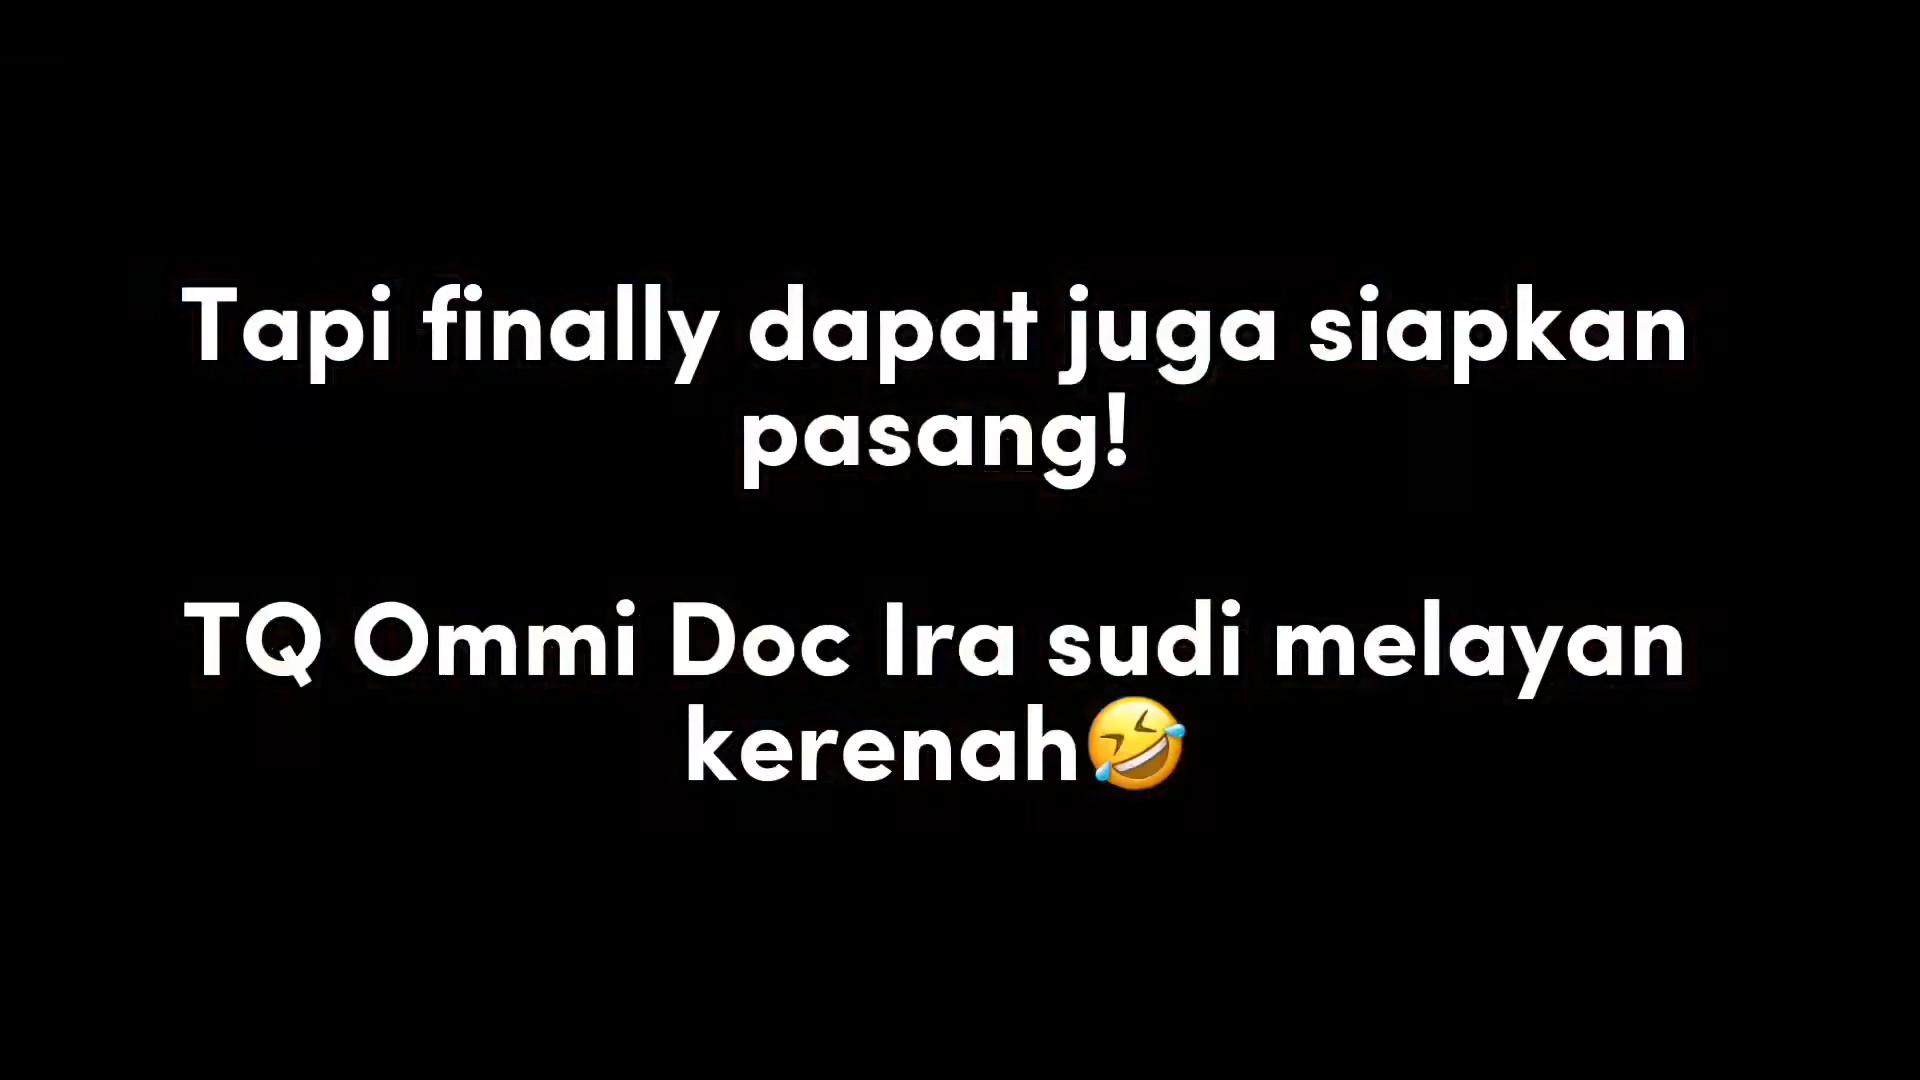 Tapi finally dapat juga siapkan
pasang!
TQ Ommi Doc Ira sudi melayan
kerenah🤣